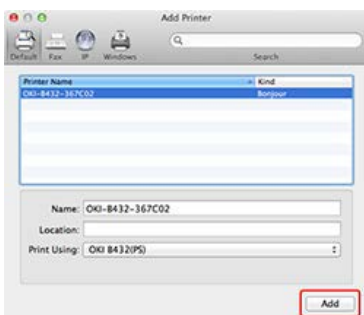 Add Printer
Default Fax IP Windows Search
Printer Name Kind
OKI-B432-367C02 Bonjour
Name: OKI-B432-367C02
Location:
Print Using: OKI B432(PS)
Add